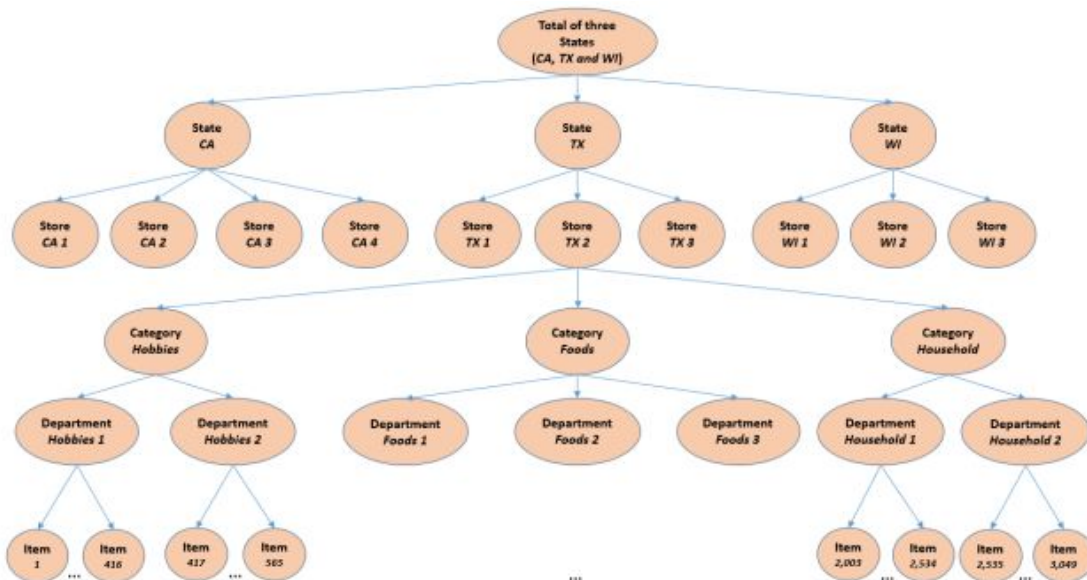 Total of three
States
(CA, TX and WI)
State
CA
State
TX
State
WI
Store
CA 1
Store
CA 2
Store
CA 3
Store
CA 4
Store
TX 1
Store
TX 2
Store
TX 3
Store
WI 1
Store
WI 2
Store
WI 3
Category
Hobbies
Category
Foods
Category
Household
Department
Hobbies 1
Department
Hobbies 2
Department
Foods 1
Department
Foods 2
Department
Foods 3
Department
Household 1
Department
Household 2
Item
1
...
Item
416
Item
417
...
Item
565
...
Item
2,003
...
Item
2,534
Item
2,535
...
Item
3,049